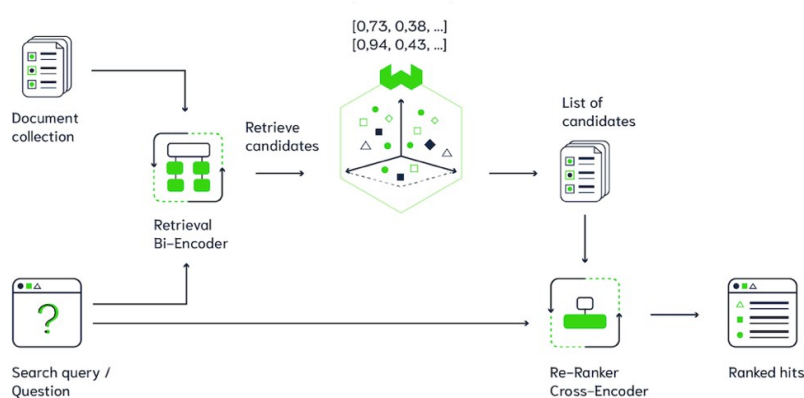 [0,73, 0,38, ...]
[0,94, 0,43, ...]
Document
collection
Retrieve
candidates
List of
candidates
Retrieval
Bi-Encoder
?
Search query /
Question
Re-Ranker
Cross-Encoder
Ranked hits